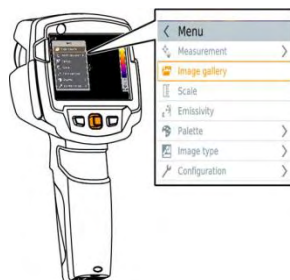 Menu
Measurement
Image gallery
Scale
Emissivity
Palette
Image type
Configuration